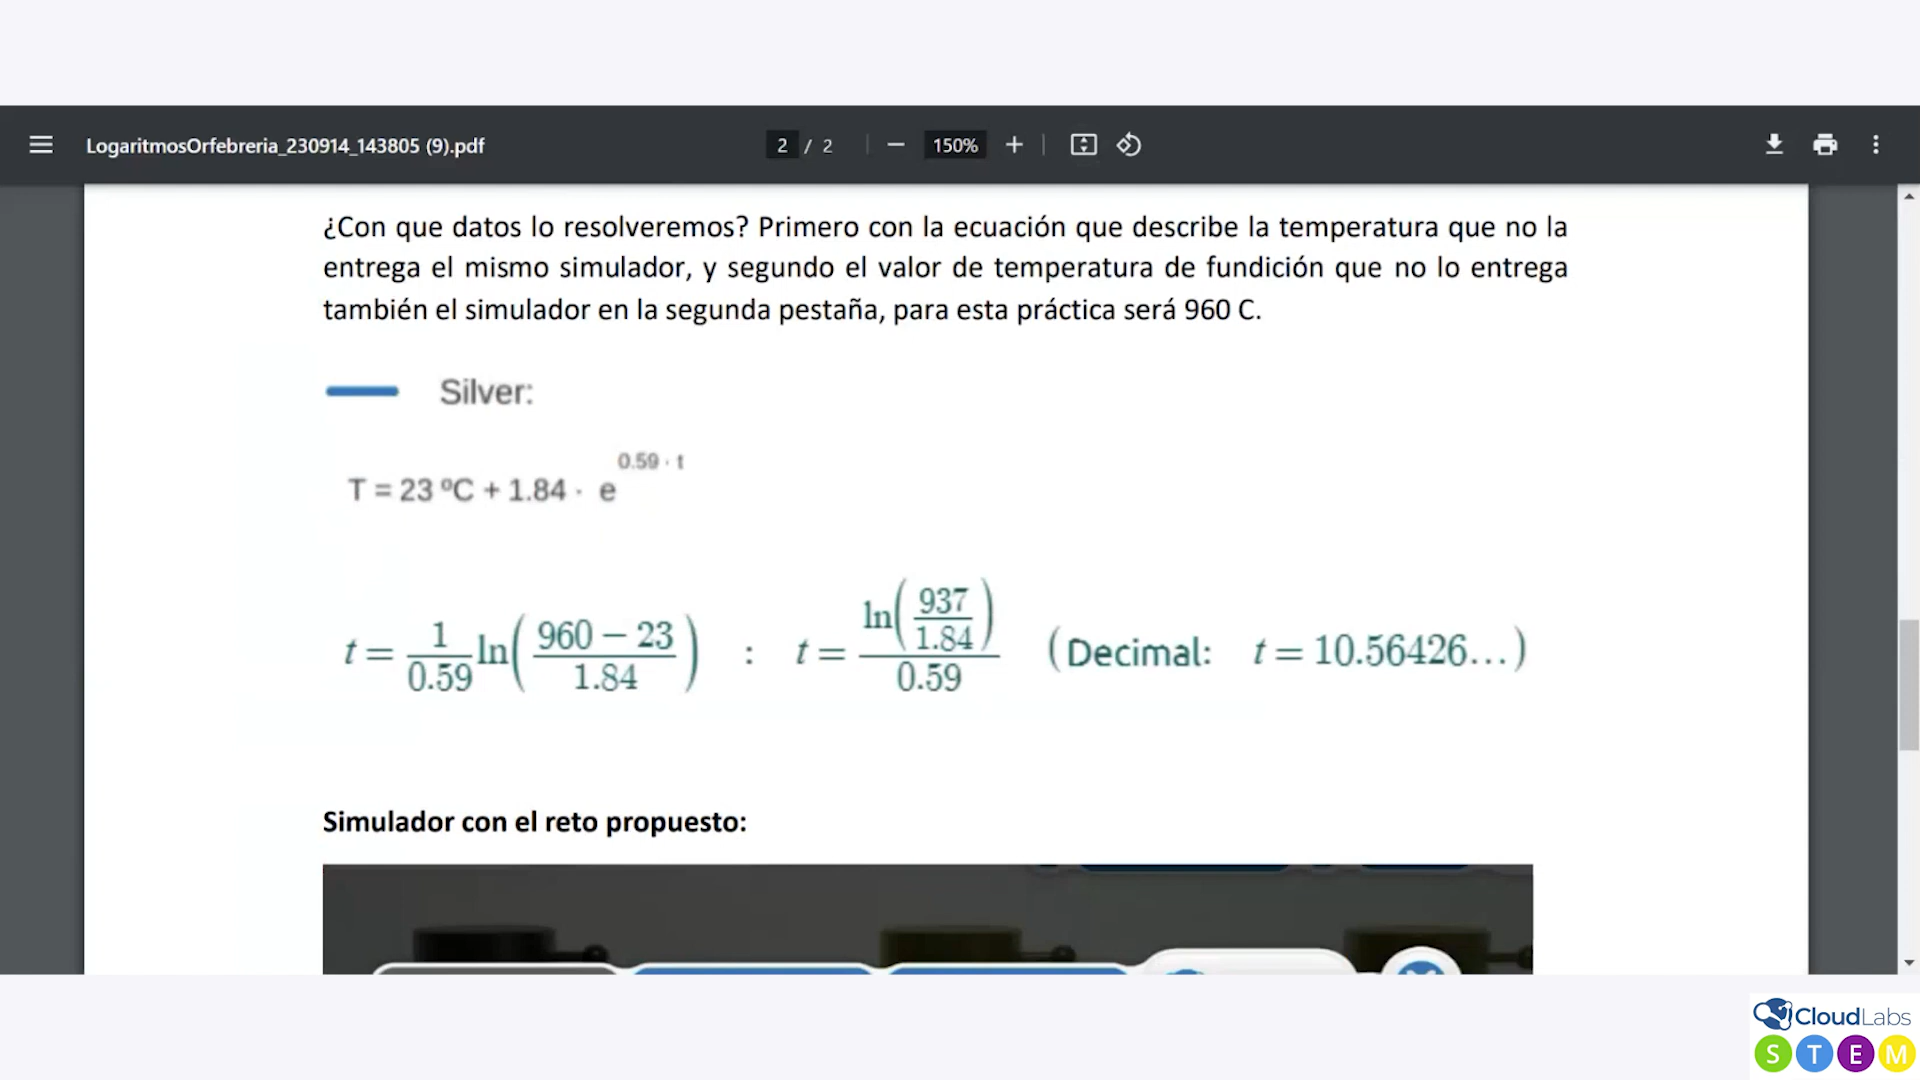 LogaritmosOrfebreria_230914_143805 (9).pdf
2 / 2
150%
¿Con que datos lo resolveremos? Primero con la ecuación que describe la temperatura que no la
entrega el mismo simulador, y segundo el valor de temperatura de fundición que no lo entrega
también el simulador en la segunda pestaña, para esta práctica será 960 C.
Silver:
T = 23 ºC + 1.84 · e^(0.59 · t)
t = 1/0.59 ln( (960 − 23)/1.84 ) : t = ln( 937/1.84 )/0.59 (Decimal: t = 10.56426...)
Simulador con el reto propuesto:
CloudLabs
S T E M